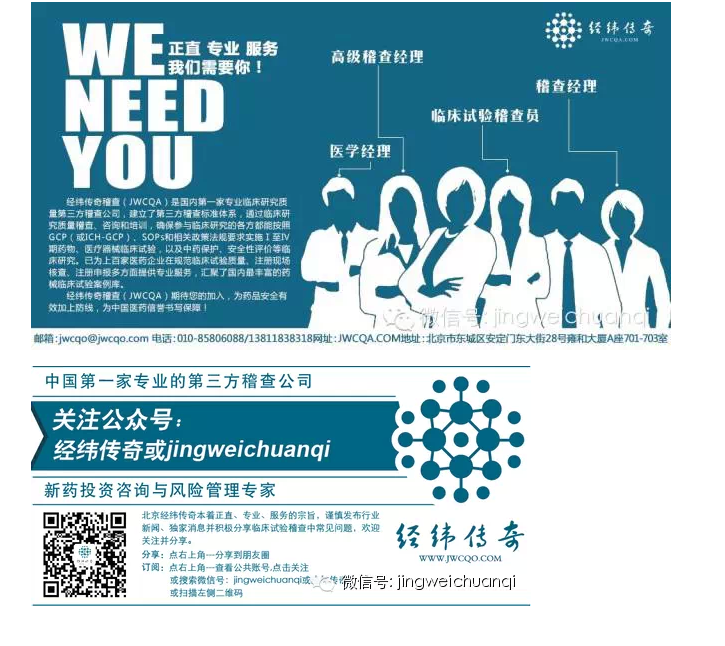 WE
NEED
YOU
正直 专业 服务
我们需要你！
经纬传奇
JWCQA.COM
高级稽查经理
稽查经理
临床试验稽查员
医学经理
经纬传奇稽查（JWCQA）是国内第一家专业临床研究质
量第三方稽查公司，建立了第三方稽查标准体系，通过临床研
究质量稽查、咨询和培训，确保参与临床研究的各方都能按照
GCP（或ICH-GCP）、SOPs和相关政策法规要求实施Ⅰ至Ⅳ
期药物、医疗器械临床试验，以及中药保护、安全性评价等临
床研究。已为上百家医药企业在规范临床试验质量、注册现场
核查、注册申报多方面提供专业服务，汇聚了国内最丰富的药
械临床试验案例库。
经纬传奇稽查（JWCQA）期待您的加入，为药品安全有
效加上防线，为中国医药信誉书写保障！
微信号: jingweichuanqi
邮箱:jwcqo@jwcqo.com 电话:010-85806088/13811838318网址:JWCQA.COM地址:北京市东城区安定门东大街28号雍和大厦A座701-703室
中国第一家专业的第三方稽查公司
关注公众号：
经纬传奇或jingweichuanqi
新药投资咨询与风险管理专家
北京经纬传奇本着正直、专业、服务的宗旨，谨慎发布行业
新闻、独家消息并积极分享临床试验稽查中常见问题，欢迎
关注并分享。
分享：点右上角—分享到朋友圈
订阅：点右上角—查看公共账号,点击关注
或搜索微信号：jingweichuanqi或
或扫描左侧二维码
经纬传奇
WWW.JWCQO.COM
微信号: jingweichuanqi